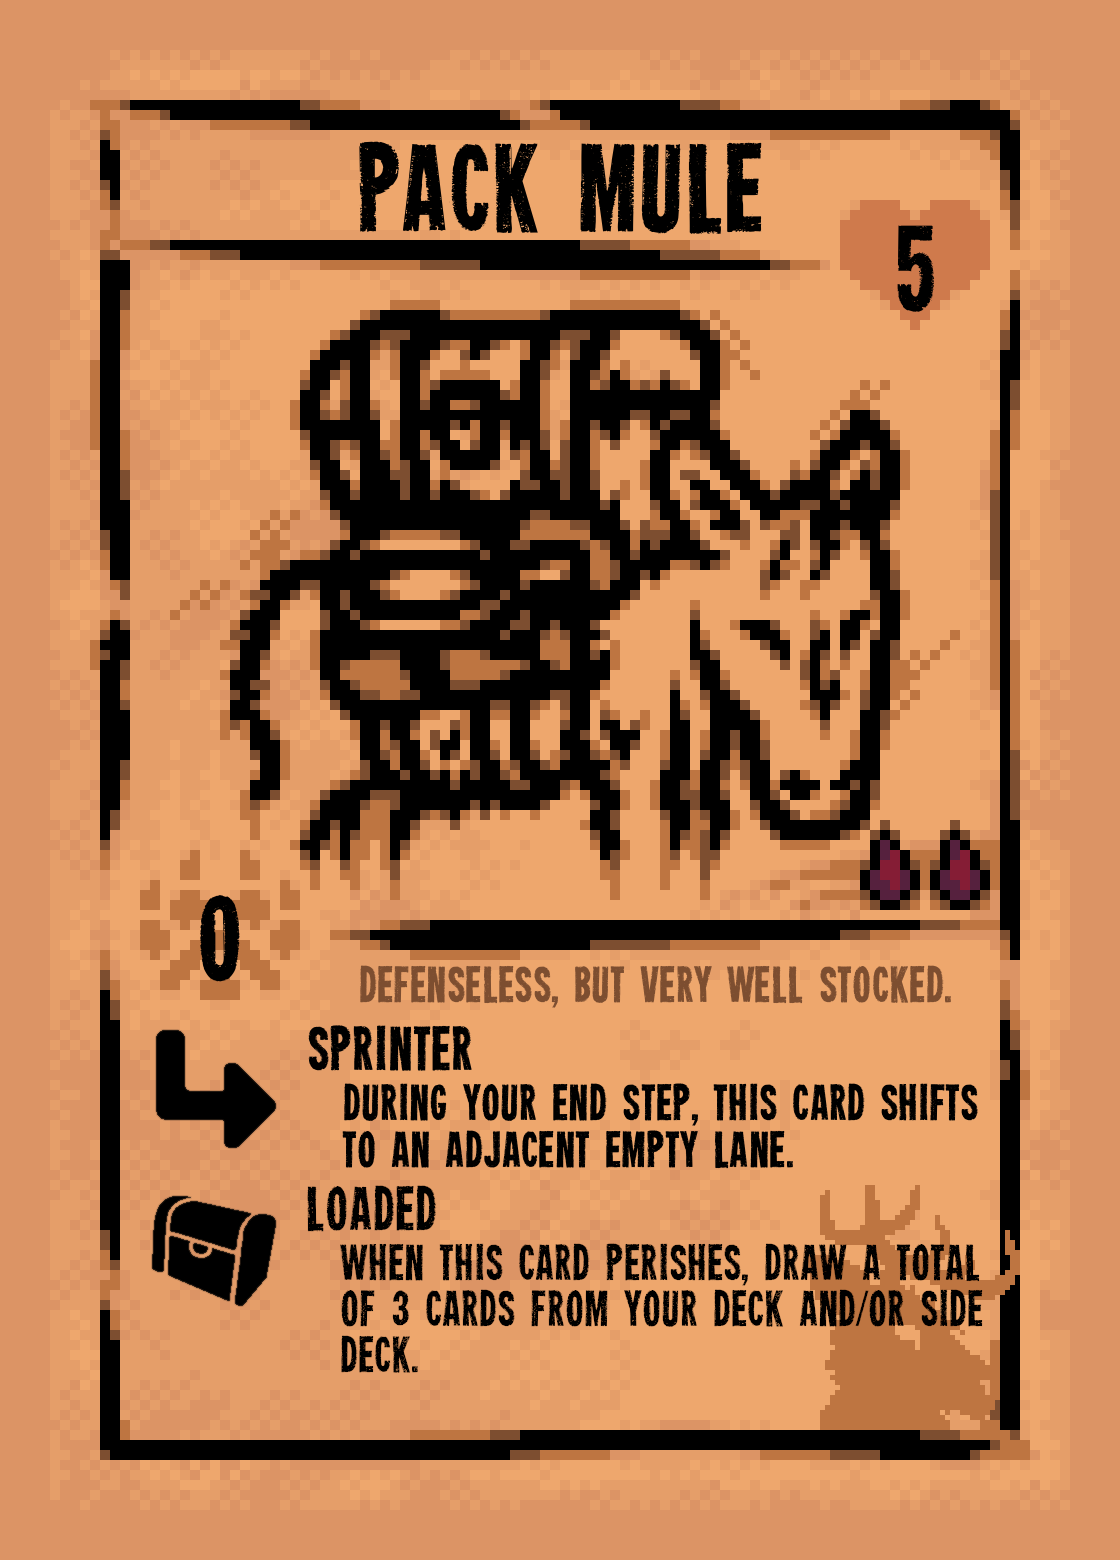 PACK MULE
5
0
DEFENSELESS, BUT VERY WELL STOCKED.
SPRINTER
DURING YOUR END STEP, THIS CARD SHIFTS
TO AN ADJACENT EMPTY LANE.
LOADED
WHEN THIS CARD PERISHES, DRAW A TOTAL
OF 3 CARDS FROM YOUR DECK AND/OR SIDE
DECK.